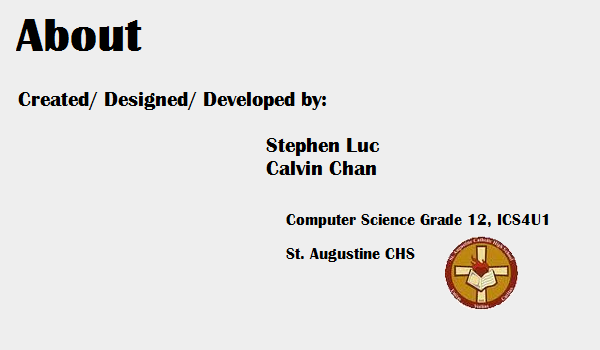 About
Created/ Designed/ Developed by:
Stephen Luc
Calvin Chan
Computer Science Grade 12, ICS4U1
St. Augustine CHS
St. Augustine Catholic High School